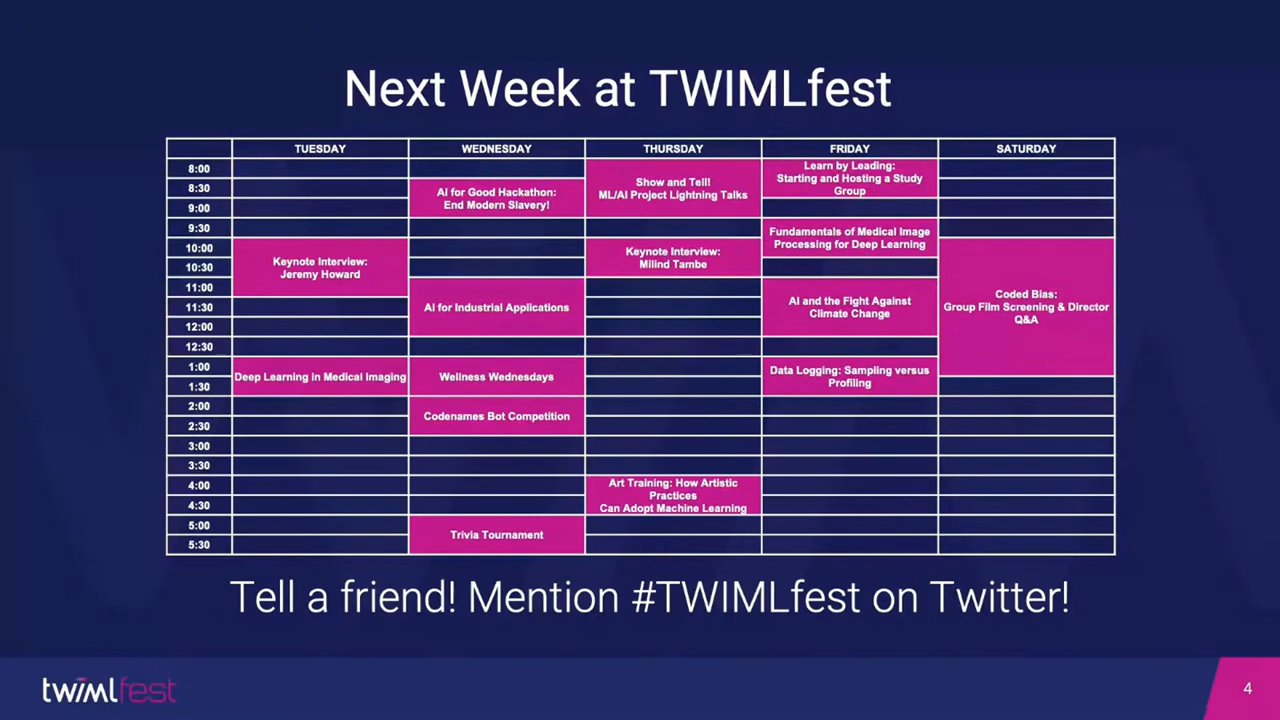 Next Week at TWIMLfest
TUESDAY WEDNESDAY THURSDAY FRIDAY SATURDAY
8:00
8:30
9:00
9:30
10:00
10:30
11:00
11:30
12:00
12:30
1:00
1:30
2:00
2:30
3:00
3:30
4:00
4:30
5:00
5:30
Keynote Interview:
Jeremy Howard
Deep Learning in Medical Imaging
AI for Good Hackathon:
End Modern Slavery!
AI for Industrial Applications
Wellness Wednesdays
Codenames Bot Competition
Trivia Tournament
Show and Tell!
ML/AI Project Lightning Talks
Keynote Interview:
Milind Tambe
Art Training: How Artistic
Practices
Can Adopt Machine Learning
Learn by Leading:
Starting and Hosting a Study
Group
Fundamentals of Medical Image
Processing for Deep Learning
AI and the Fight Against
Climate Change
Data Logging: Sampling versus
Profiling
Coded Bias:
Group Film Screening & Director
Q&A
Tell a friend! Mention #TWIMLfest on Twitter!
twimlfest
4